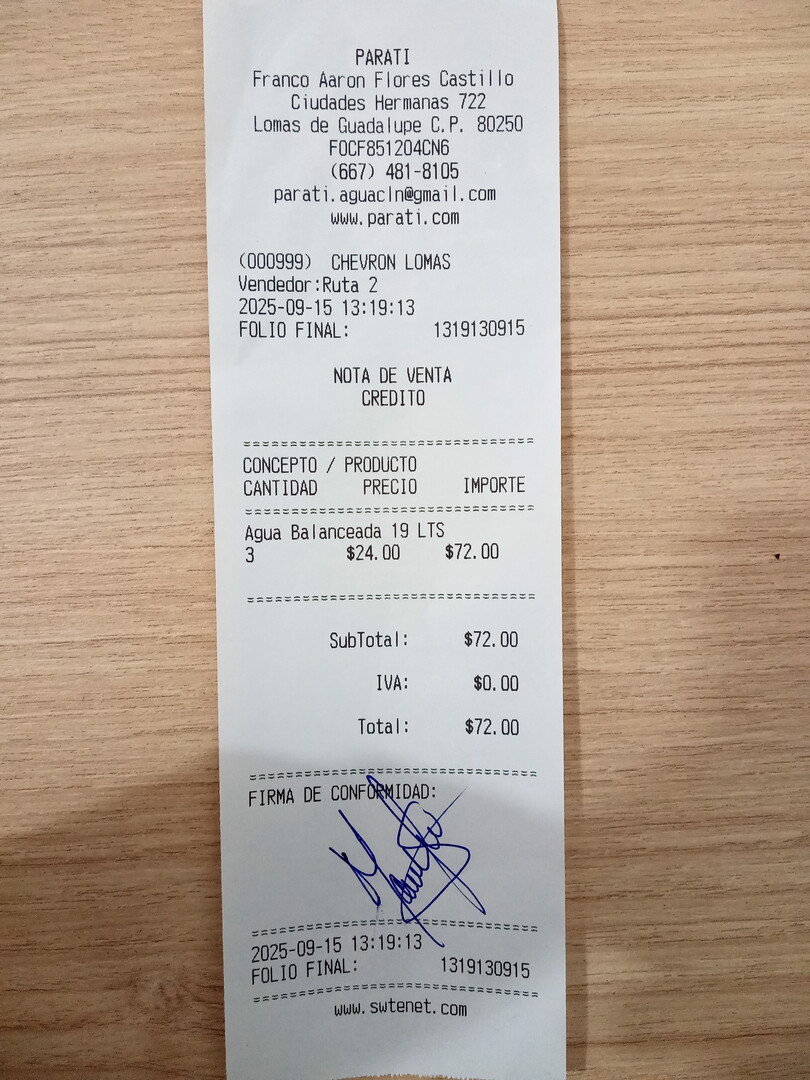 PARATI
Franco Aaron Flores Castillo
Ciudades Hermanas 722
Lomas de Guadalupe C.P. 80250
FOCF851204CN6
(667) 481-8105
parati.aguacln@gmail.com
www.parati.com
(000999) CHEVRON LOMAS
Vendedor:Ruta 2
2025-09-15 13:19:13
FOLIO FINAL: 1319130915
NOTA DE VENTA
CREDITO
CONCEPTO / PRODUCTO
CANTIDAD PRECIO IMPORTE
Agua Balanceada 19 LTS
3 $24.00 $72.00
SubTotal: $72.00
IVA: $0.00
Total: $72.00
FIRMA DE CONFORMIDAD:
2025-09-15 13:19:13
FOLIO FINAL: 1319130915
www.swtenet.com